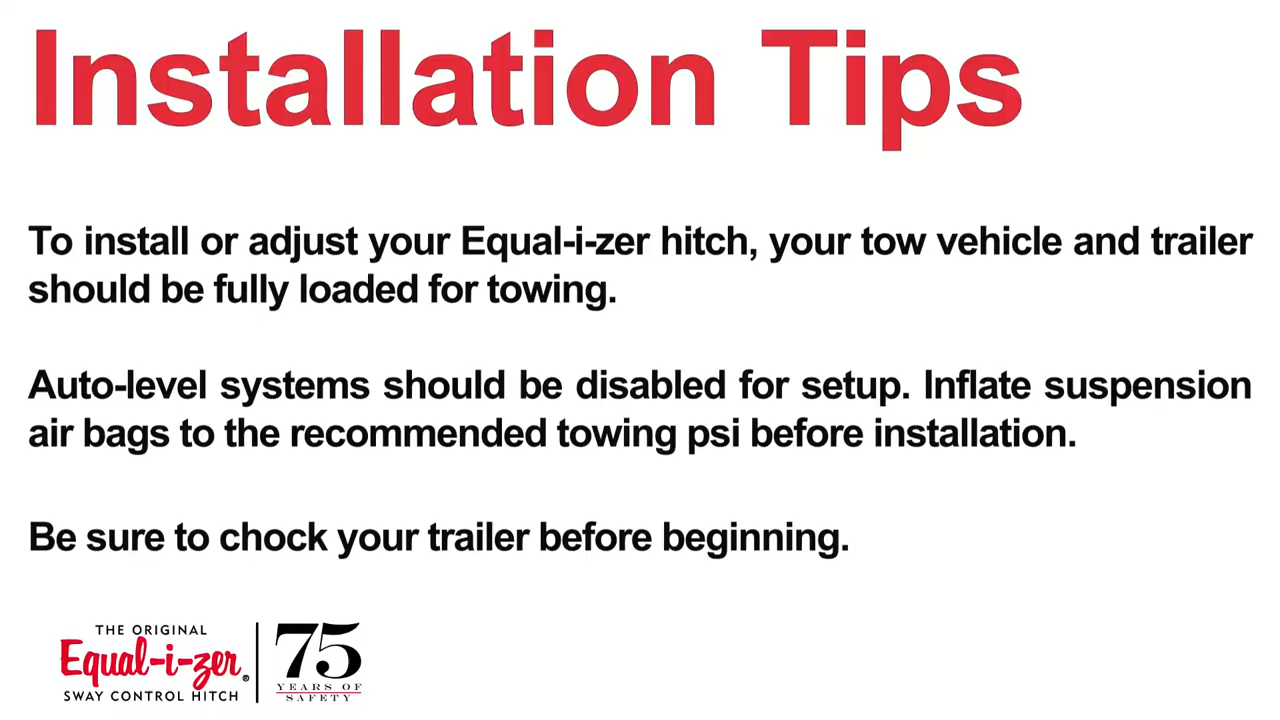 Installation Tips
To install or adjust your Equal-i-zer hitch, your tow vehicle and trailer
should be fully loaded for towing.
Auto-level systems should be disabled for setup. Inflate suspension
air bags to the recommended towing psi before installation.
Be sure to chock your trailer before beginning.
THE ORIGINAL
Equal-i-zer®
SWAY CONTROL HITCH
75
YEARS OF
SAFETY